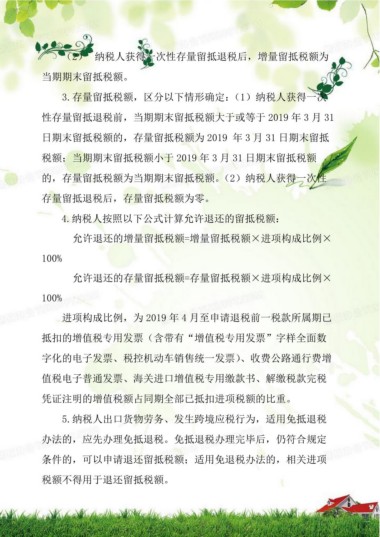 纳税人获得一次性存量留抵退税后，增量留抵税额为
当期期末留抵税额。
3.存量留抵税额，区分以下情形确定：（1）纳税人获得一次
性存量留抵退税前，当期期末留抵税额大于或等于 2019 年 3 月 31
日期末留抵税额的，存量留抵税额为 2019 年 3 月 31 日期末留抵
税额；当期期末留抵税额小于 2019 年 3 月 31 日期末留抵税额
的，存量留抵税额为当期期末留抵税额。（2）纳税人获得一次性
存量留抵退税后，存量留抵税额为零。
4.纳税人按照以下公式计算允许退还的留抵税额：
允许退还的增量留抵税额=增量留抵税额×进项构成比例×
100%
允许退还的存量留抵税额=存量留抵税额×进项构成比例×
100%
进项构成比例，为 2019 年 4 月至申请退税前一税款所属期已
抵扣的增值税专用发票（含带有“增值税专用发票”字样全面数
字化的电子发票、税控机动车销售统一发票）、收费公路通行费增
值税电子普通发票、海关进口增值税专用缴款书、解缴税款完税
凭证注明的增值税额占同期全部已抵扣进项税额的比重。
5.纳税人出口货物劳务、发生跨境应税行为，适用免抵退税
办法的，应先办理免抵退税。免抵退税办理完毕后，仍符合规定
条件的，可以申请退还留抵税额；适用免退税办法的，相关进项
税额不得用于退还留抵税额。